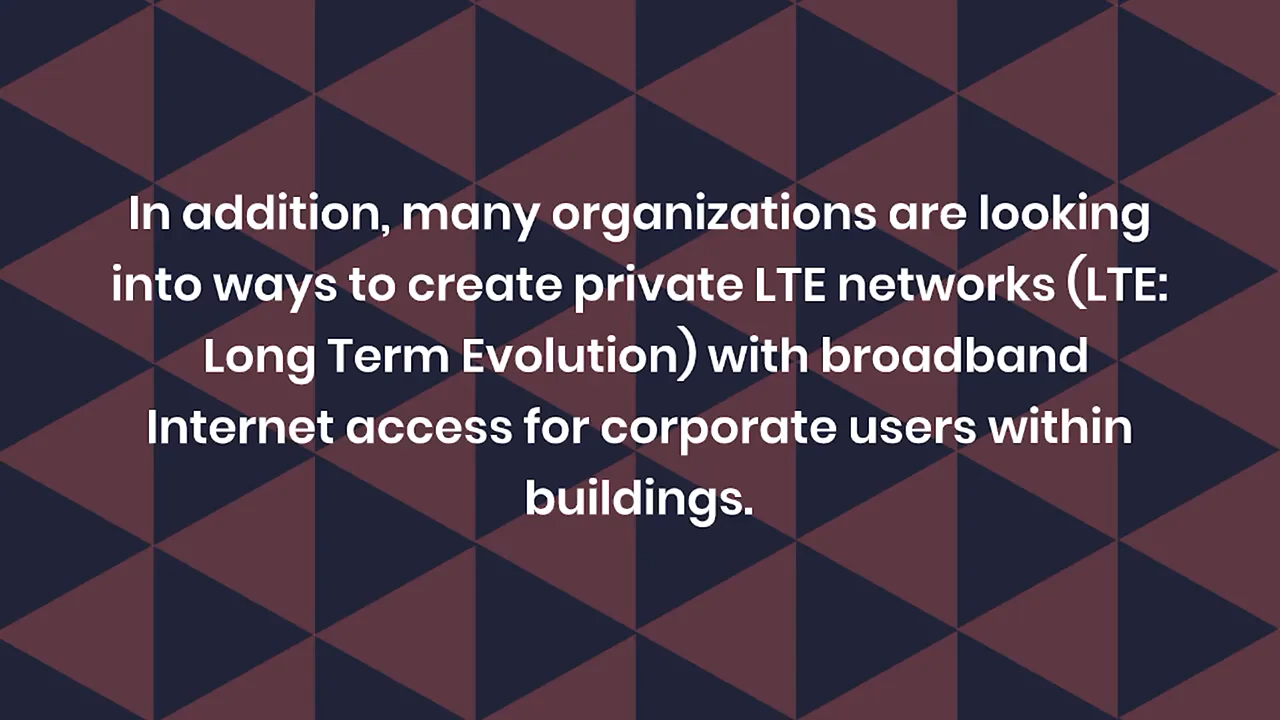 In addition, many organizations are looking
into ways to create private LTE networks (LTE:
Long Term Evolution) with broadband
Internet access for corporate users within
buildings.